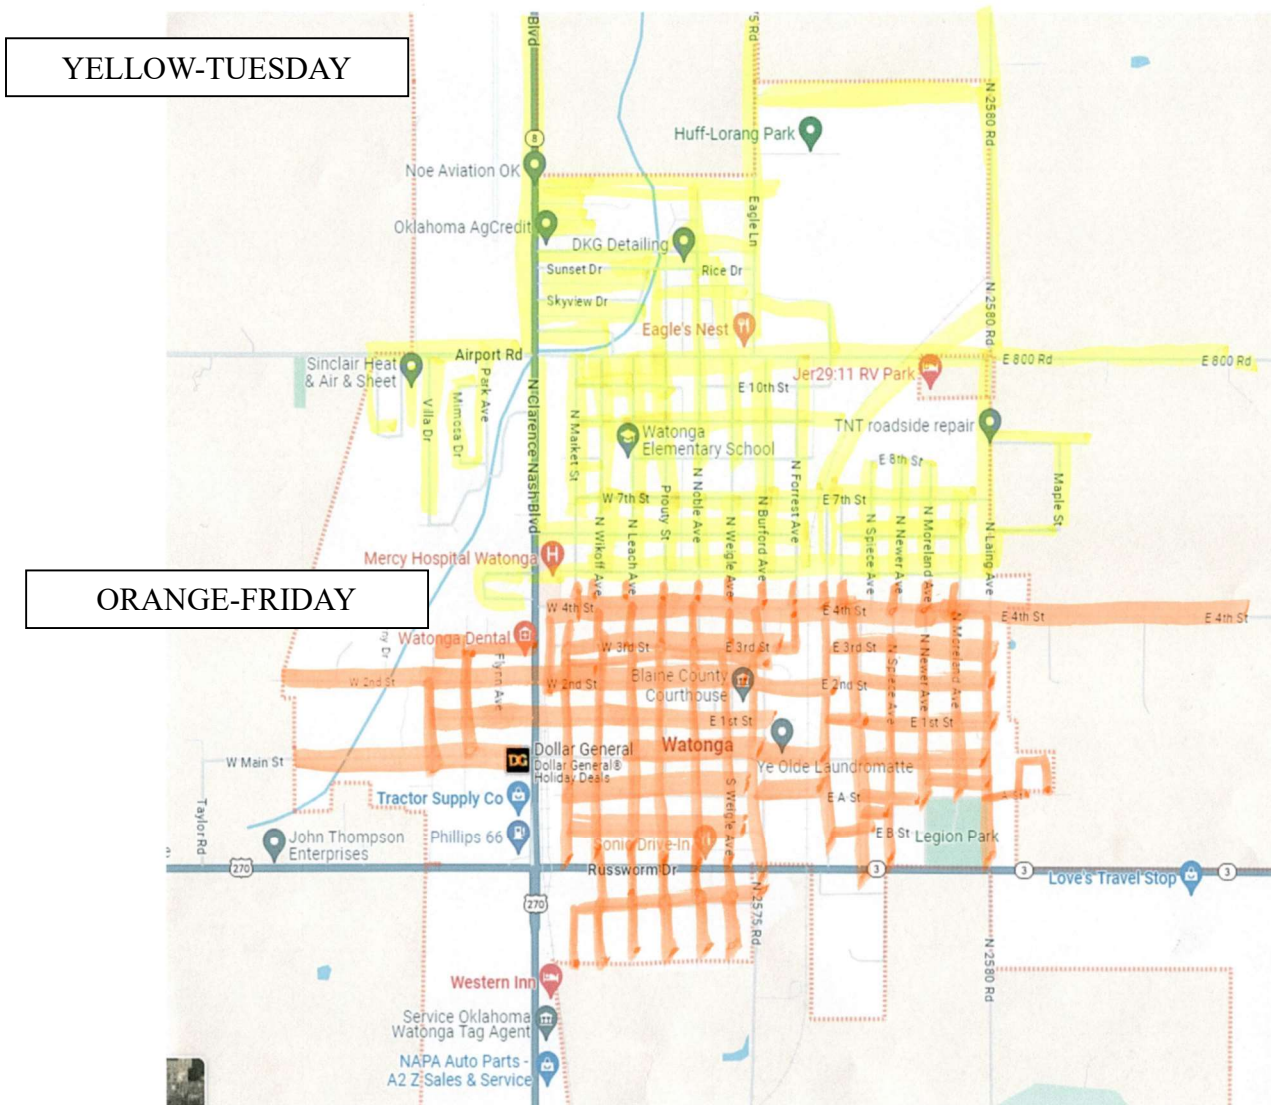 YELLOW-TUESDAY
Blvd
5 Rd
N 2580 Rd
Huff-Lorang Park
8
Noe Aviation OK
Eagle Ln
Oklahoma AgCredit
DKG Detailing
Sunset Dr
Rice Dr
Skyview Dr
N 2580 Rd
Eagle's Nest
Airport Rd
E 800 Rd
E 800 Rd
Sinclair Heat
& Air & Sheet
Jer29:11 RV Park
Park Ave
E 10th St
Villa Dr
Mimosa Dr
N Clarence Nash Blvd
N Market St
TNT roadside repair
Watonga
Elementary School
E 8th St
Maple St
W 7th St
Prouty St
N Noble Ave
N Forrest Ave
E 7th St
N Wikoff Ave
N Leach Ave
N Weigle Ave
N Burford Ave
N Spiece Ave
N Newer Ave
N Moreland Ave
N Laing Ave
Mercy Hospital Watonga
H
ORANGE-FRIDAY
W 4th St
E 4th St
E 4th St
E 4th St
Watonga Dental
W 3rd St
E 3rd St
E 3rd St
Flynn Ave
N Spiece Ave
N Newer Ave
N Moreland Ave
W 2nd St
W 2nd St
Blaine County
Courthouse
E 2nd St
E 1st St
E 1st St
Watonga
DG
Dollar General
Dollar General®
Holiday Deals
W Main St
Ye Olde Laundromatte
Taylor Rd
Tractor Supply Co
S Weigle Ave
E A St
A St
John Thompson
Enterprises
Phillips 66
Sonic Drive-In
E B St
Legion Park
270
Russworm Dr
3
3
3
Love's Travel Stop
270
N 2575 Rd
N 2580 Rd
Western Inn
Service Oklahoma
Watonga Tag Agent
NAPA Auto Parts -
A2 Z Sales & Service